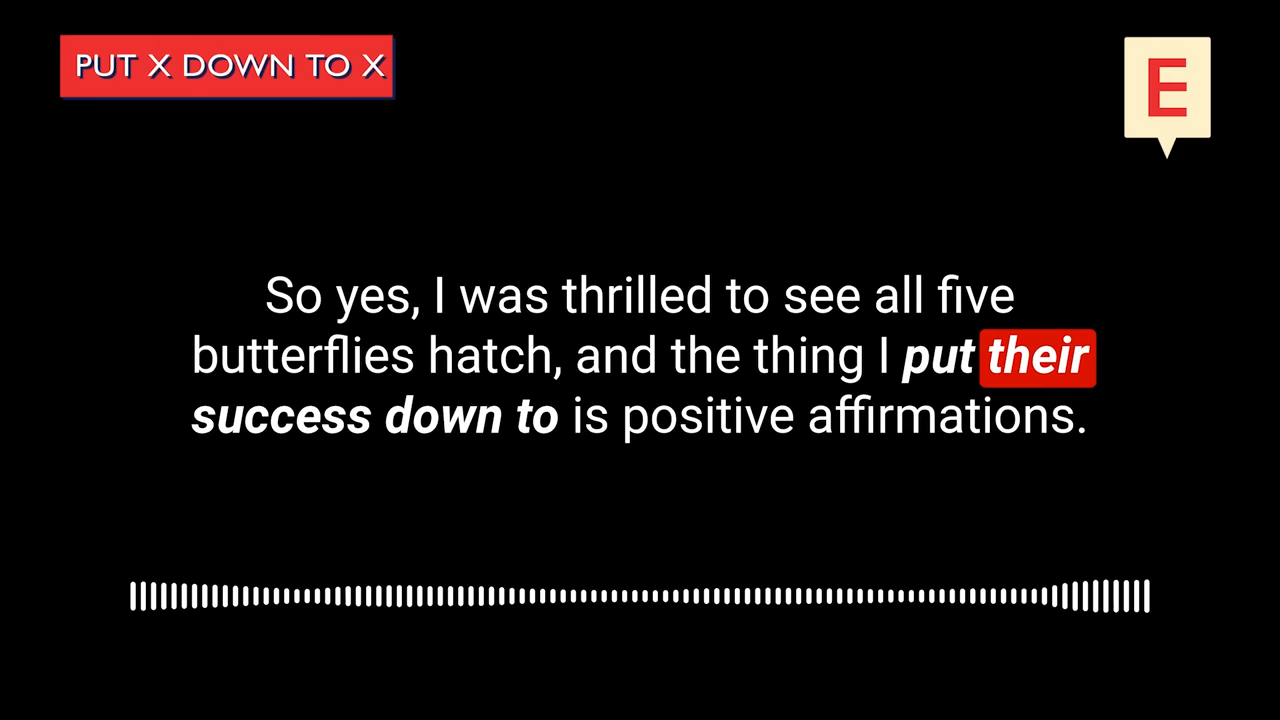 PUT X DOWN TO X
E
So yes, I was thrilled to see all five
butterflies hatch, and the thing I put their
success down to is positive affirmations.